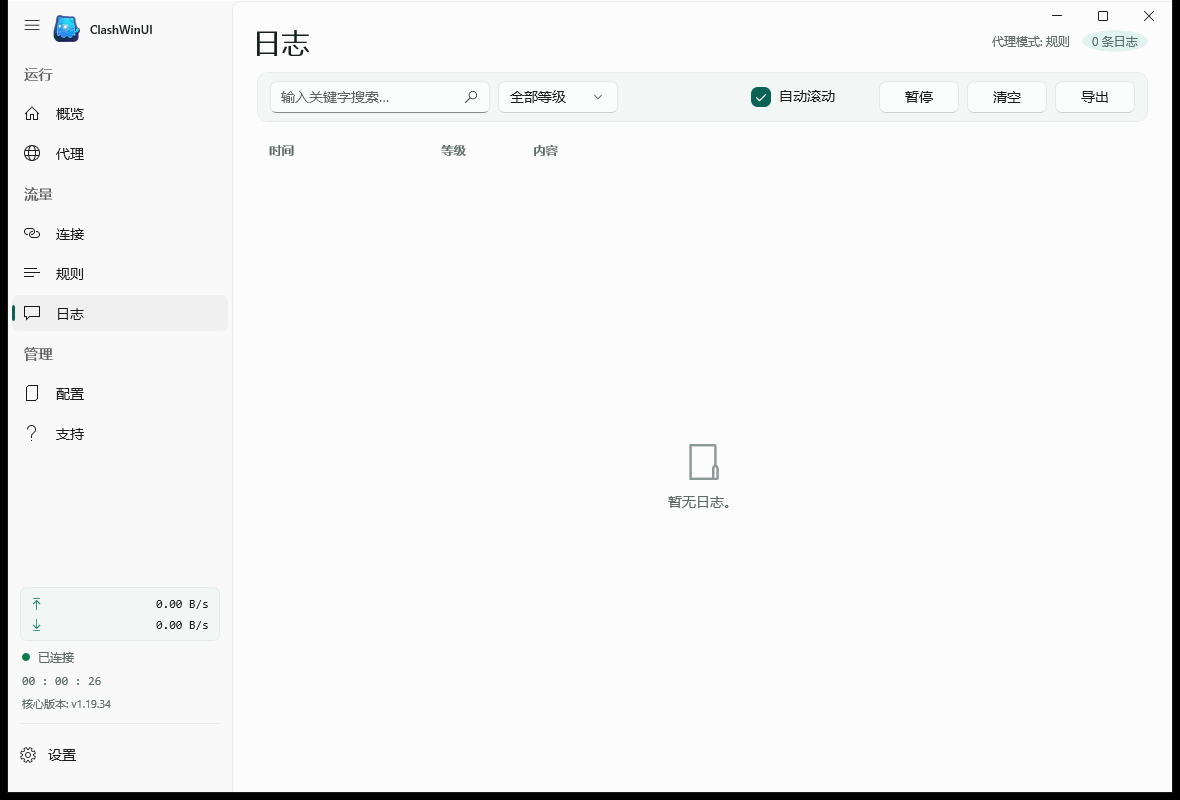 ClashWinUI
运行
概览
代理
流量
连接
规则
日志
管理
配置
支持
0.00 B/s
0.00 B/s
已连接
00 : 00 : 26
核心版本: v1.19.34
设置
日志
代理模式: 规则
0 条日志
输入关键字搜索...
全部等级
自动滚动
暂停
清空
导出
时间
等级
内容
暂无日志。